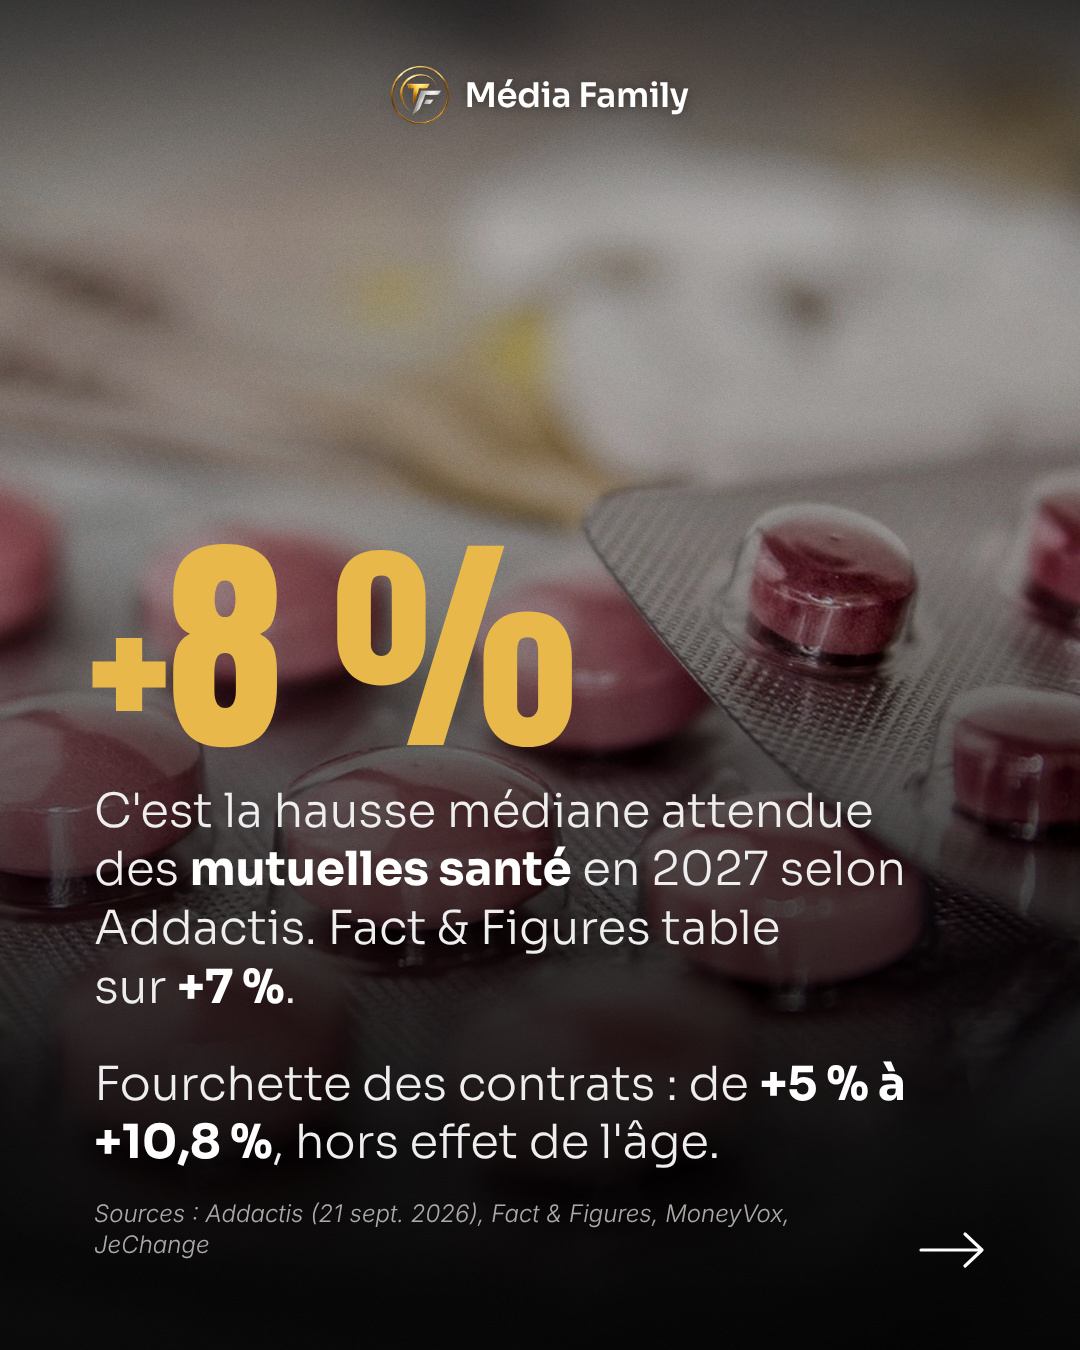 TF
Média Family
+8 %
C'est la hausse médiane attendue
des mutuelles santé en 2027 selon
Addactis. Fact & Figures table
sur +7 %.
Fourchette des contrats : de +5 % à
+10,8 %, hors effet de l'âge.
Sources : Addactis (21 sept. 2026), Fact & Figures, MoneyVox,
JeChange